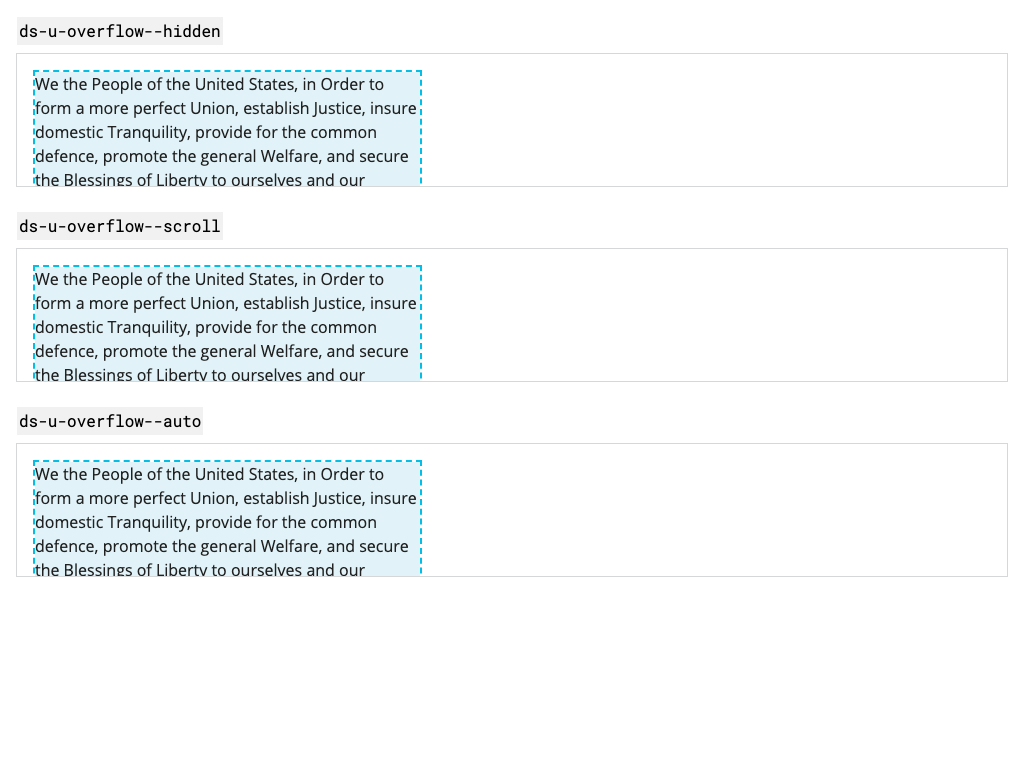 ds-u-overflow--hidden
We the People of the United States, in Order to
form a more perfect Union, establish Justice, insure
domestic Tranquility, provide for the common
defence, promote the general Welfare, and secure
the Blessings of Liberty to ourselves and our
ds-u-overflow--scroll
We the People of the United States, in Order to
form a more perfect Union, establish Justice, insure
domestic Tranquility, provide for the common
defence, promote the general Welfare, and secure
the Blessings of Liberty to ourselves and our
ds-u-overflow--auto
We the People of the United States, in Order to
form a more perfect Union, establish Justice, insure
domestic Tranquility, provide for the common
defence, promote the general Welfare, and secure
the Blessings of Liberty to ourselves and our